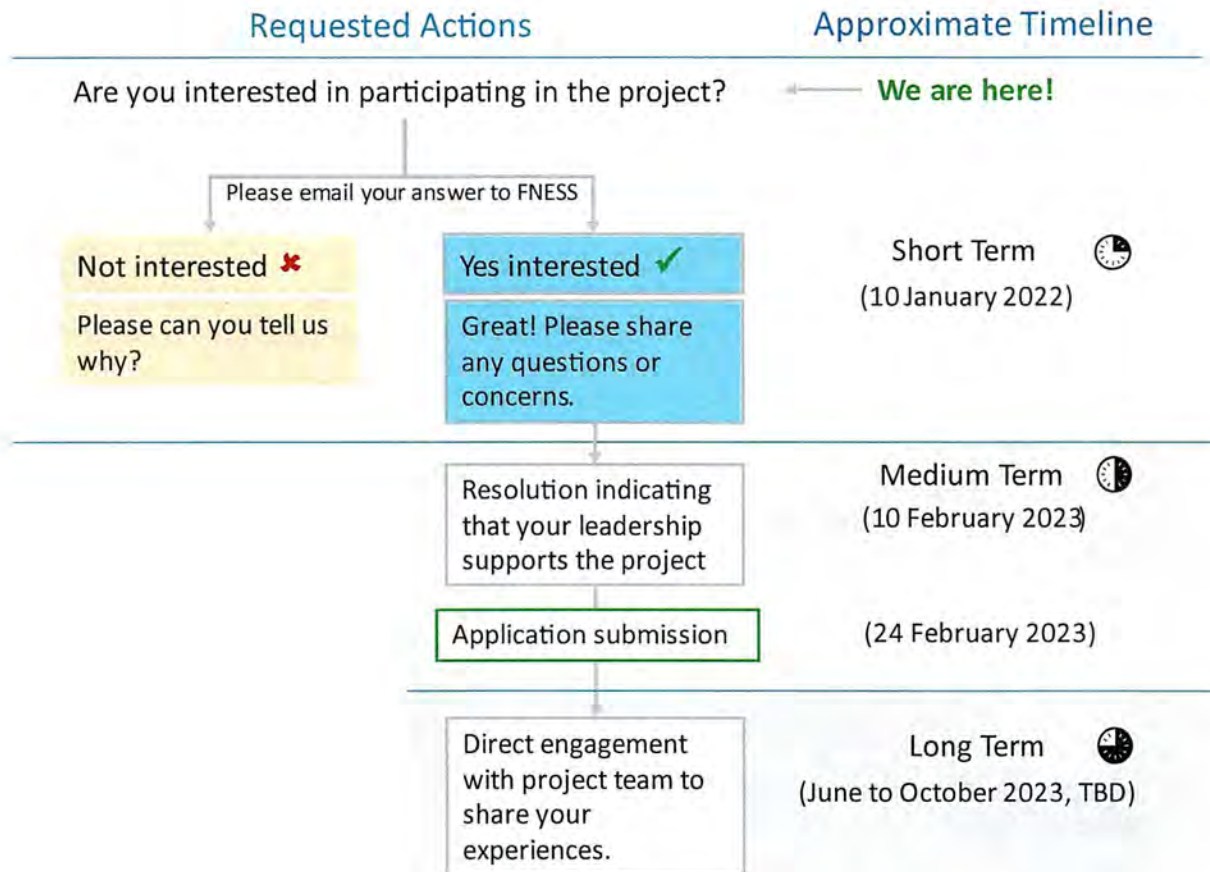 Requested Actions
Approximate Timeline
Are you interested in participating in the project?
We are here!
Please email your answer to FNESS
Not interested ✘
Please can you tell us
why?
Yes interested ✓
Great! Please share
any questions or
concerns.
Short Term
(10 January 2022)
Resolution indicating
that your leadership
supports the project
Medium Term
(10 February 2023)
Application submission
(24 February 2023)
Direct engagement
with project team to
share your
experiences.
Long Term
(June to October 2023, TBD)